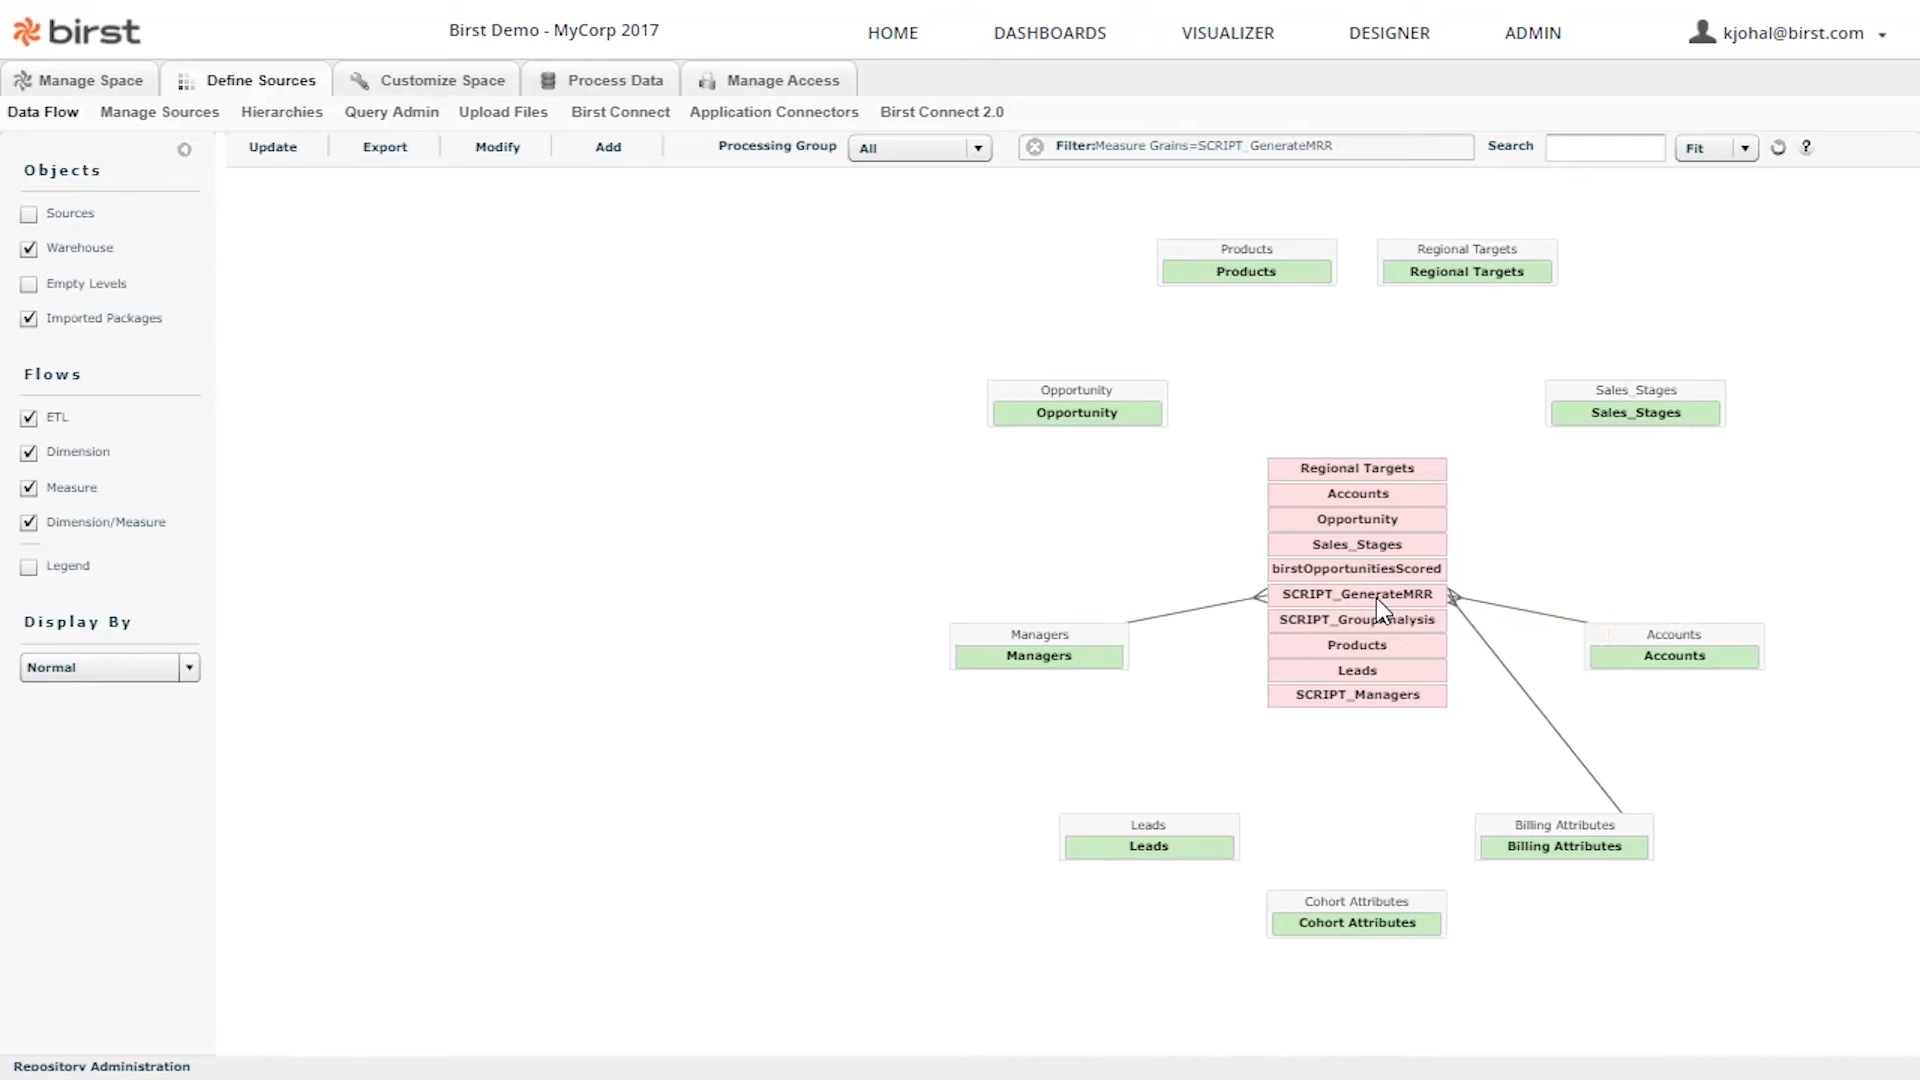 birst
Birst Demo - MyCorp 2017
HOME
DASHBOARDS
VISUALIZER
DESIGNER
ADMIN
kjohal@birst.com
Manage Space
Define Sources
Customize Space
Process Data
Manage Access
Data Flow
Manage Sources
Hierarchies
Query Admin
Upload Files
Birst Connect
Application Connectors
Birst Connect 2.0
Update
Export
Modify
Add
Processing Group
All
Filter:Measure Grains=SCRIPT_GenerateMRR
Search
Fit
?
Objects
Sources
Warehouse
Empty Levels
Imported Packages
Flows
ETL
Dimension
Measure
Dimension/Measure
Legend
Display By
Normal
Products
Products
Regional Targets
Regional Targets
Opportunity
Opportunity
Sales_Stages
Sales_Stages
Regional Targets
Accounts
Opportunity
Sales_Stages
birstOpportunitiesScored
SCRIPT_GenerateMRR
SCRIPT_GroupAnalysis
Products
Leads
SCRIPT_Managers
Managers
Managers
Accounts
Accounts
Leads
Leads
Billing Attributes
Billing Attributes
Cohort Attributes
Cohort Attributes
Repository Administration